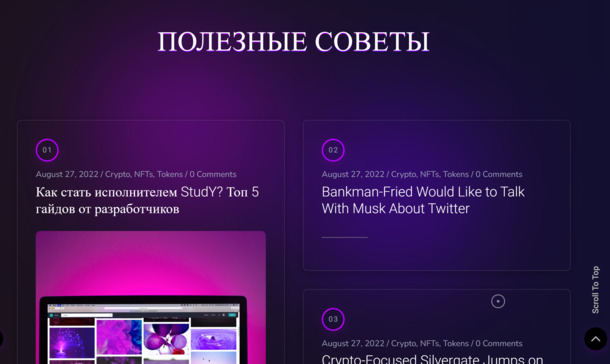 ПОЛЕЗНЫЕ СОВЕТЫ
01
August 27, 2022 / Crypto, NFTs, Tokens / 0 Comments
Как стать исполнителем StudY? Топ 5
гайдов от разработчиков
02
August 27, 2022 / Crypto, NFTs, Tokens / 0 Comments
Bankman-Fried Would Like to Talk
With Musk About Twitter
03
August 27, 2022 / Crypto, NFTs, Tokens / 0 Comments
Crypto-Focused Silvergate Jumps on
Scroll To Top